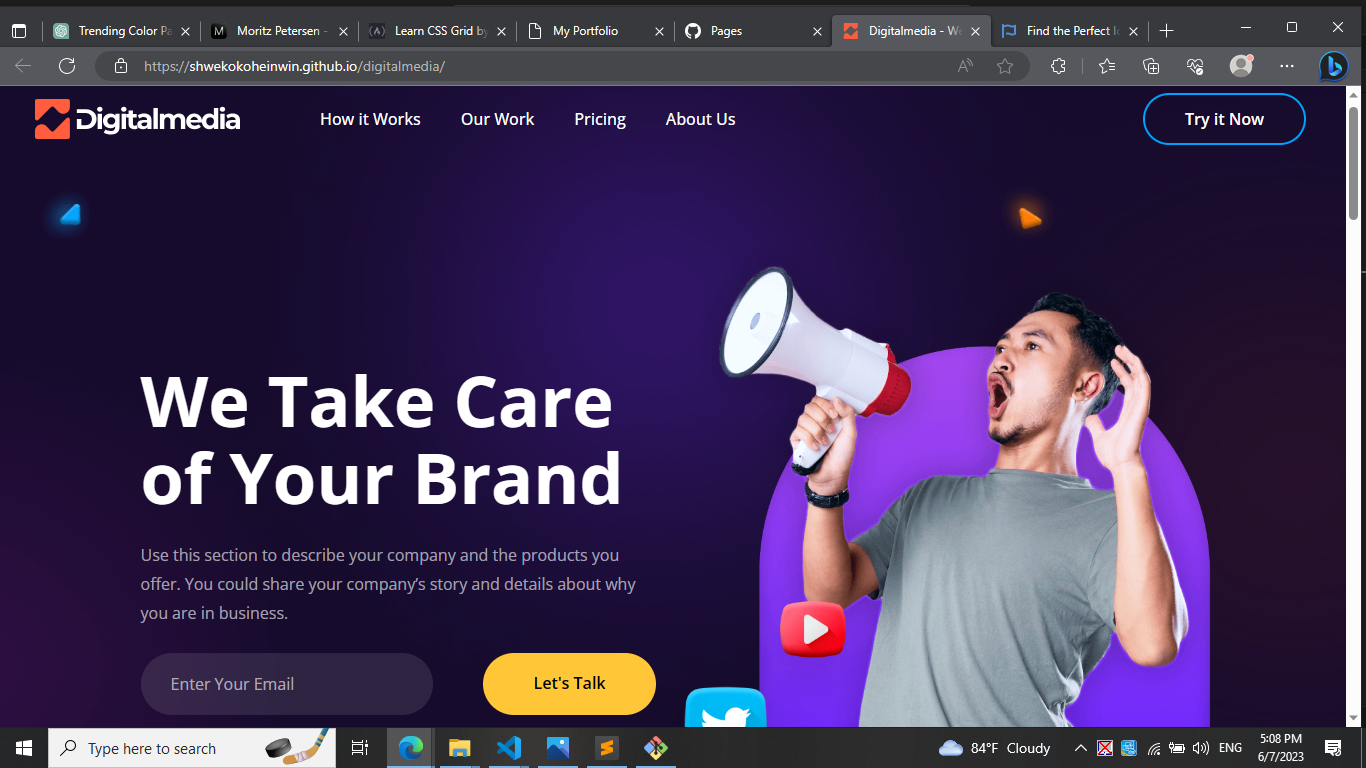 Trending Color Pa
M
Moritz Petersen -
(A)
Learn CSS Grid by
My Portfolio
Pages
Digitalmedia - We
Find the Perfect Ic
https://shwekokoheinwin.github.io/digitalmedia/
Digitalmedia
How it Works
Our Work
Pricing
About Us
Try it Now
We Take Care
of Your Brand
Use this section to describe your company and the products you
offer. You could share your company’s story and details about why
you are in business.
Enter Your Email
Let's Talk
Type here to search
84°F Cloudy
ENG
5:08 PM
6/7/2023